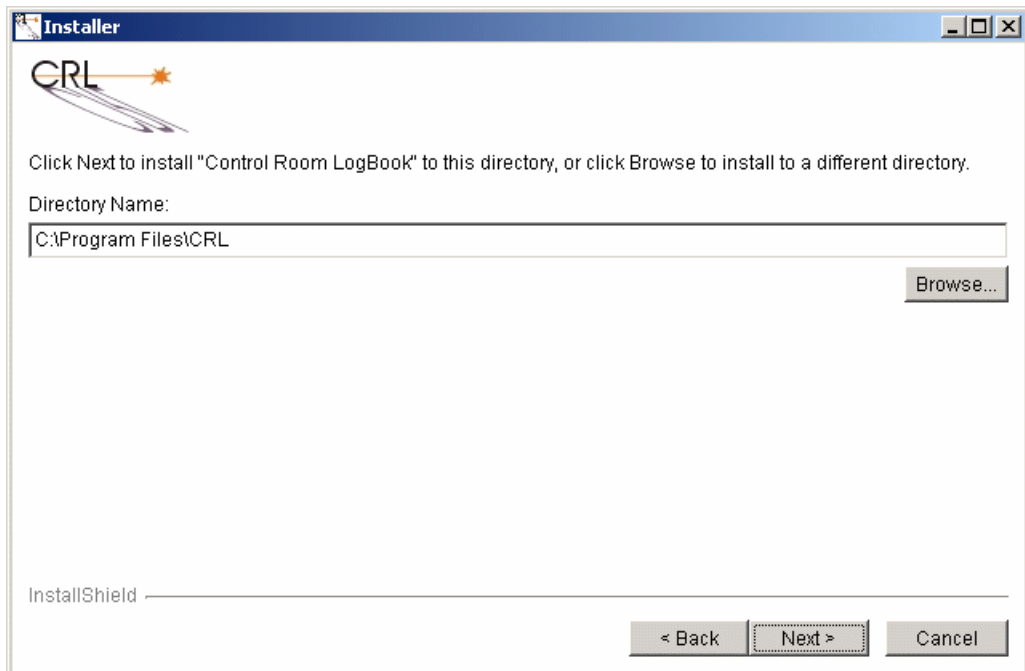 Installer
CRL
Click Next to install "Control Room LogBook" to this directory, or click Browse to install to a different directory.
Directory Name:
C:\Program Files\CRL
Browse...
InstallShield
< Back Next > Cancel